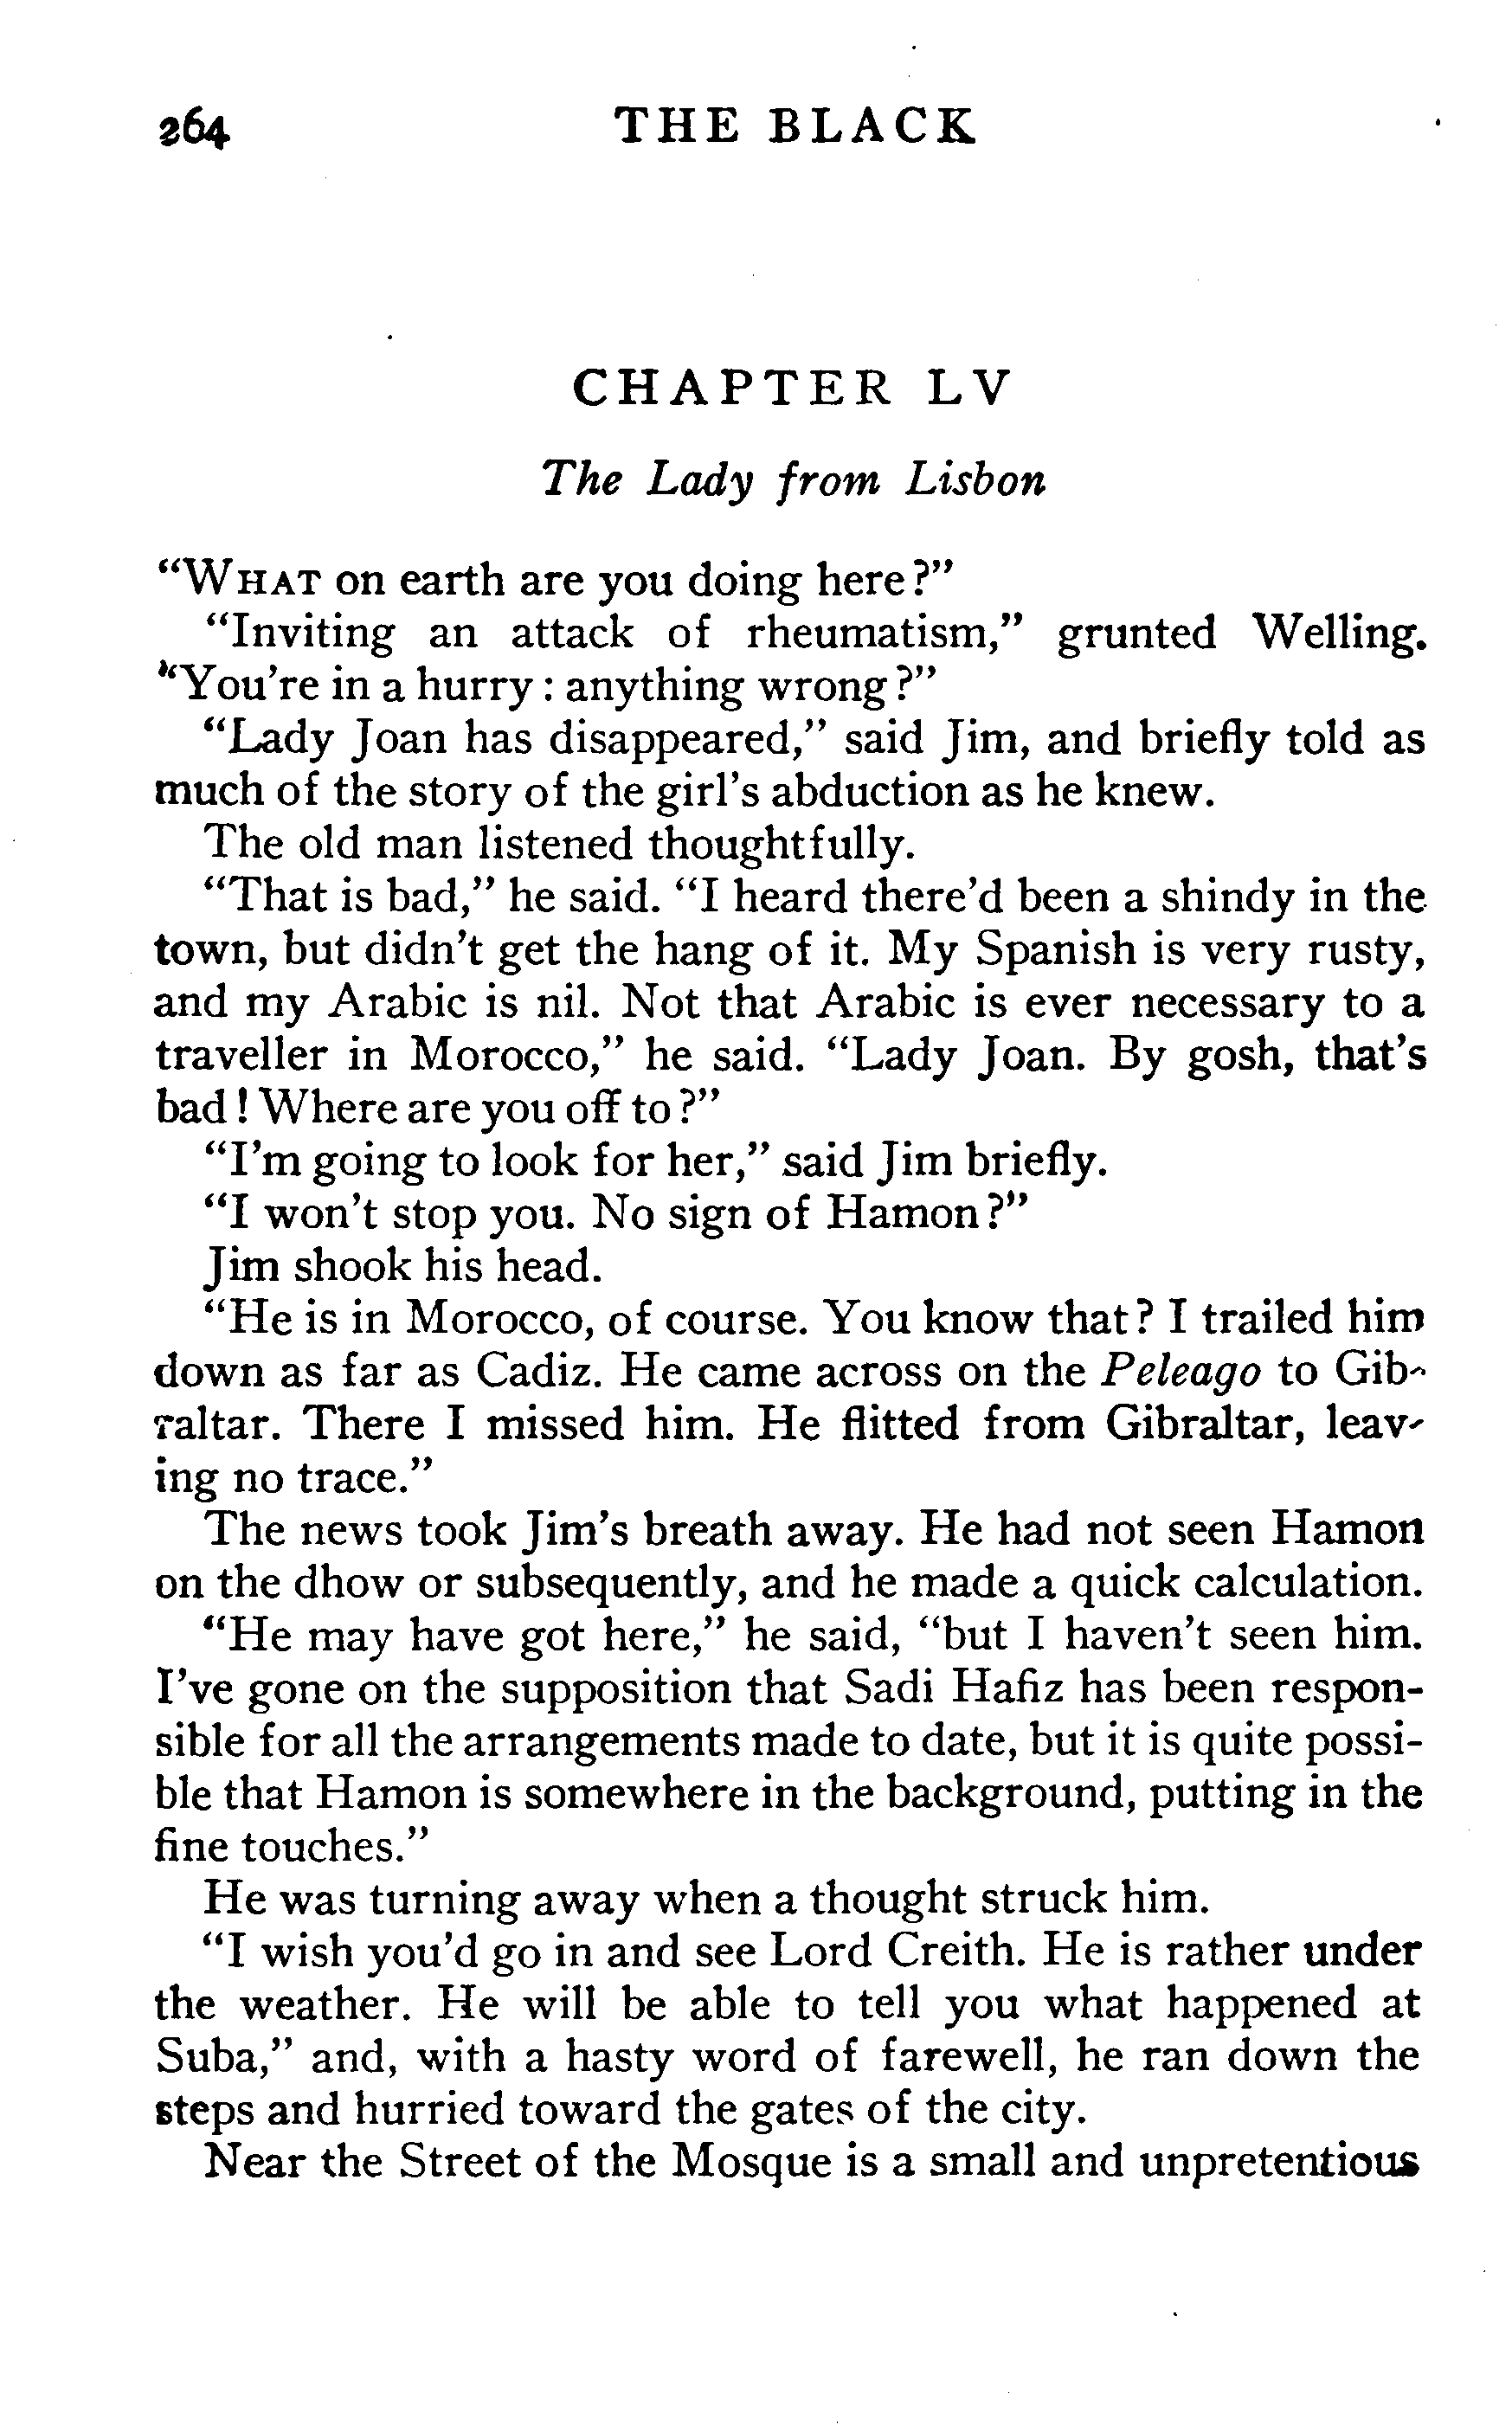 264 THE BLACK
CHAPTER LV
The Lady from Lisbon
"WHAT on earth are you doing here?"
"Inviting an attack of rheumatism," grunted Welling.
"You're in a hurry: anything wrong?"
"Lady Joan has disappeared," said Jim, and briefly told as
much of the story of the girl's abduction as he knew.
The old man listened thoughtfully.
"That is bad," he said. "I heard there'd been a shindy in the
town, but didn't get the hang of it. My Spanish is very rusty,
and my Arabic is nil. Not that Arabic is ever necessary to a
traveller in Morocco," he said. "Lady Joan. By gosh, that's
bad! Where are you off to?"
"I'm going to look for her," said Jim briefly.
"I won't stop you. No sign of Hamon?"
Jim shook his head.
"He is in Morocco, of course. You know that? I trailed him
down as far as Cadiz. He came across on the Peleago to Gib-
raltar. There I missed him. He flitted from Gibraltar, leav-
ing no trace."
The news took Jim's breath away. He had not seen Hamon
on the dhow or subsequently, and he made a quick calculation.
"He may have got here," he said, "but I haven't seen him.
I've gone on the supposition that Sadi Hafiz has been respon-
sible for all the arrangements made to date, but it is quite possi-
ble that Hamon is somewhere in the background, putting in the
fine touches."
He was turning away when a thought struck him.
"I wish you'd go in and see Lord Creith. He is rather under
the weather. He will be able to tell you what happened at
Suba," and, with a hasty word of farewell, he ran down the
steps and hurried toward the gates of the city.
Near the Street of the Mosque is a small and unpretentious